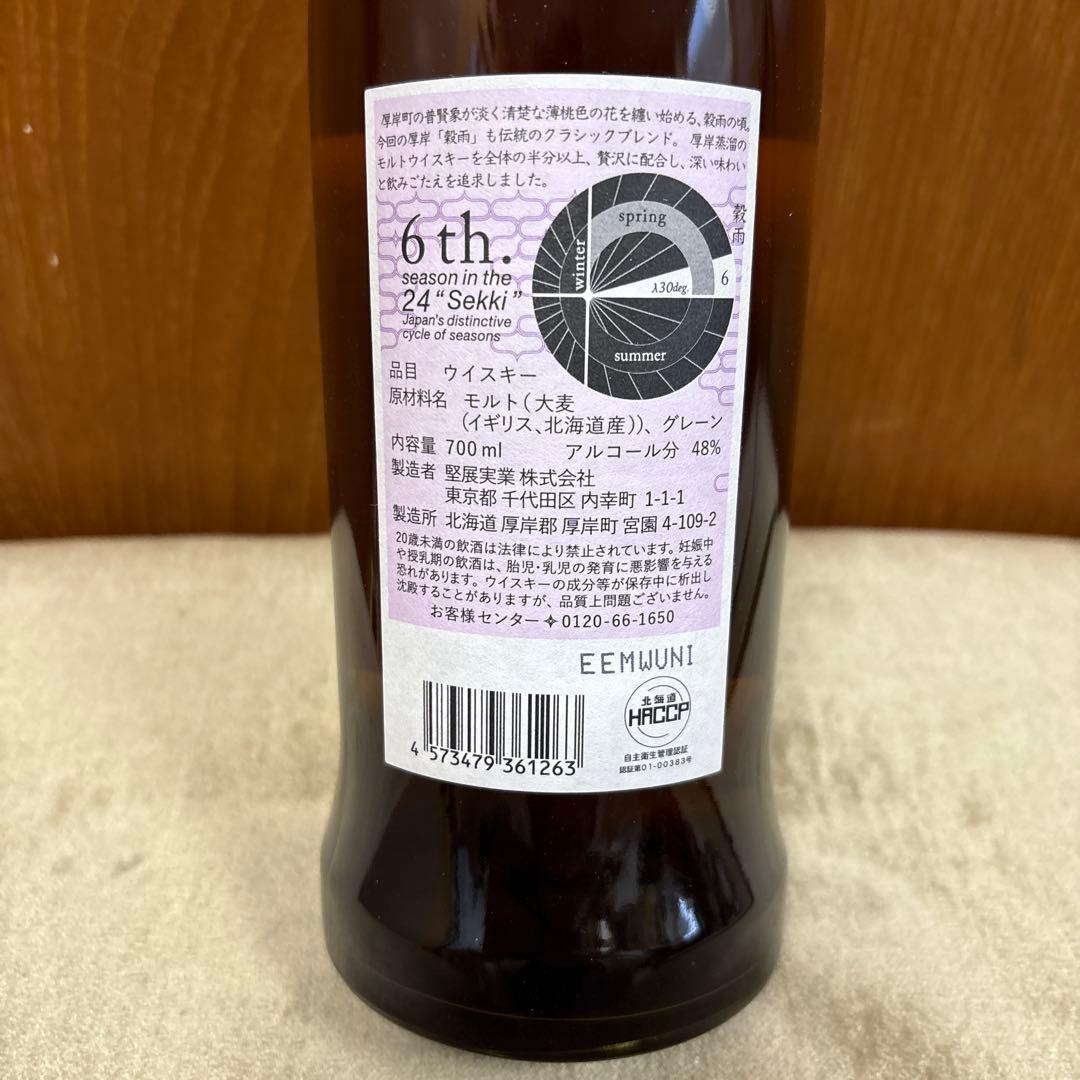 厚岸町の普賢象が淡く清楚な薄桃色の花を纏い始める、穀雨の頃。
今回の厚岸「穀雨」も伝統のクラシックブレンド。厚岸蒸溜の
モルトウイスキーを全体の半分以上、贅沢に配合し、深い味わい
と飲みごたえを追求しました。
6th.
season in the
24 “Sekki”
Japan's distinctive
cycle of seasons
spring
winter
λ30deg.
6
summer
穀雨
品目 ウイスキー
原材料名 モルト(大麦
(イギリス、北海道産))、グレーン
内容量 700ml アルコール分 48%
製造者 堅展実業 株式会社
東京都 千代田区 内幸町 1-1-1
製造所 北海道 厚岸郡 厚岸町 宮園 4-109-2
20歳未満の飲酒は法律により禁止されています。妊娠中
や授乳期の飲酒は、胎児・乳児の発育に悪影響を与える
恐れがあります。ウイスキーの成分等が保存中に析出し
沈殿することがありますが、品質上問題ございません。
お客様センター 0120-66-1650
EEMWUNI
4 573479 361263
北海道
HACCP
自主衛生管理認証
認証第01-00383号